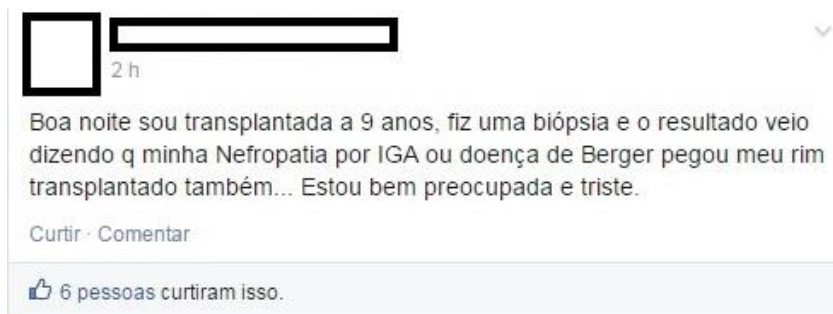 2 h
Boa noite sou transplantada a 9 anos, fiz uma biópsia e o resultado veio
dizendo q minha Nefropatia por IGA ou doença de Berger pegou meu rim
transplantado também... Estou bem preocupada e triste.
Curtir · Comentar
6 pessoas curtiram isso.